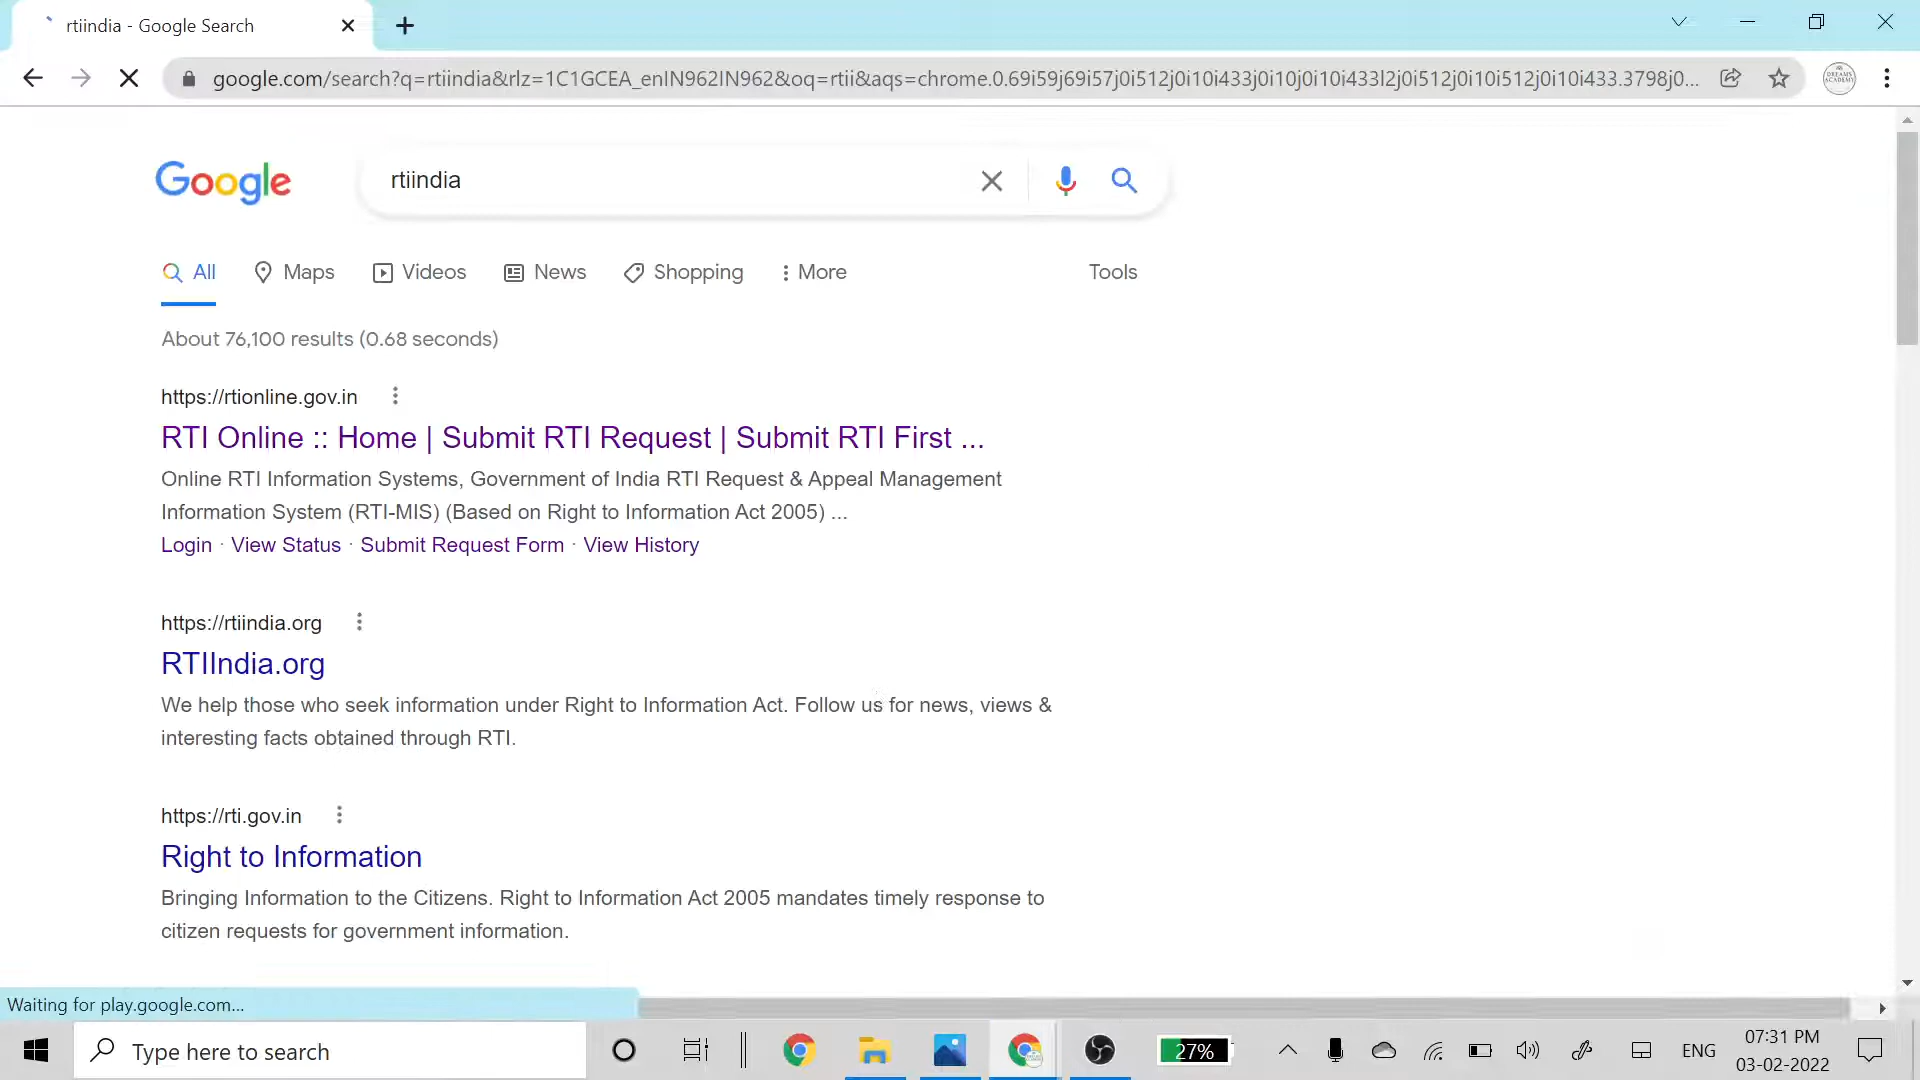 rtiindia - Google Search
google.com/search?q=rtiindia&rlz=1C1GCEA_enIN962IN962&oq=rtii&aqs=chrome.0.69i59j69i57j0i512j0i10i433j0i10j0i10i433l2j0i512j0i10i512j0i10i433.3798j0...
DREAMS ACADEMY
Google
rtiindia
All Maps Videos News Shopping More Tools
About 76,100 results (0.68 seconds)
https://rtionline.gov.in
RTI Online :: Home | Submit RTI Request | Submit RTI First ...
Online RTI Information Systems, Government of India RTI Request & Appeal Management
Information System (RTI-MIS) (Based on Right to Information Act 2005) ...
Login · View Status · Submit Request Form · View History
https://rtiindia.org
RTIIndia.org
We help those who seek information under Right to Information Act. Follow us for news, views &
interesting facts obtained through RTI.
https://rti.gov.in
Right to Information
Bringing Information to the Citizens. Right to Information Act 2005 mandates timely response to
citizen requests for government information.
Waiting for play.google.com...
Type here to search
27%
ENG
07:31 PM
03-02-2022